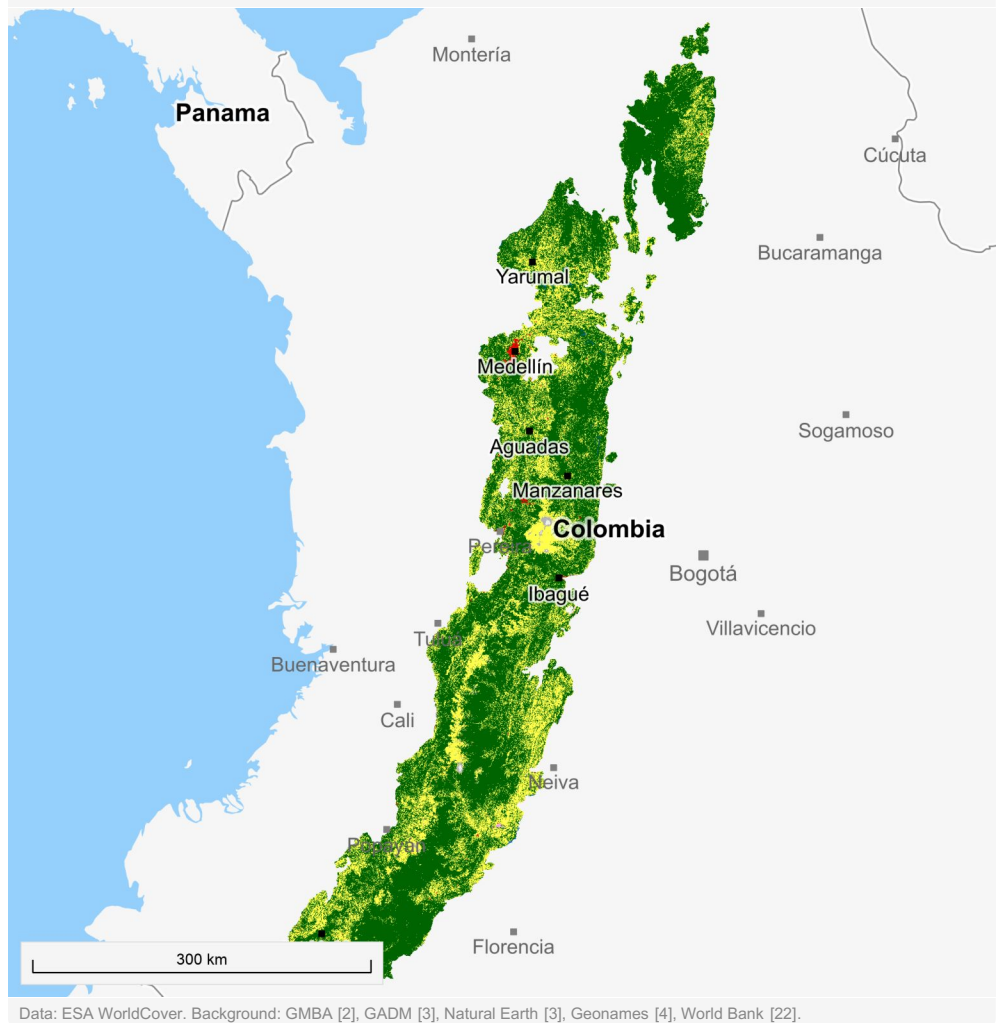 Montería
Panama
Cúcuta
Bucaramanga
Yarumal
Medellín
Sogamoso
Aguadas
Manzanares
Colombia
Pereira
Bogotá
Ibagué
Villavicencio
Tuluá
Buenaventura
Cali
Neiva
Popayán
Florencia
300 km
Data: ESA WorldCover. Background: GMBA [2], GADM [3], Natural Earth [3], Geonames [4], World Bank [22].